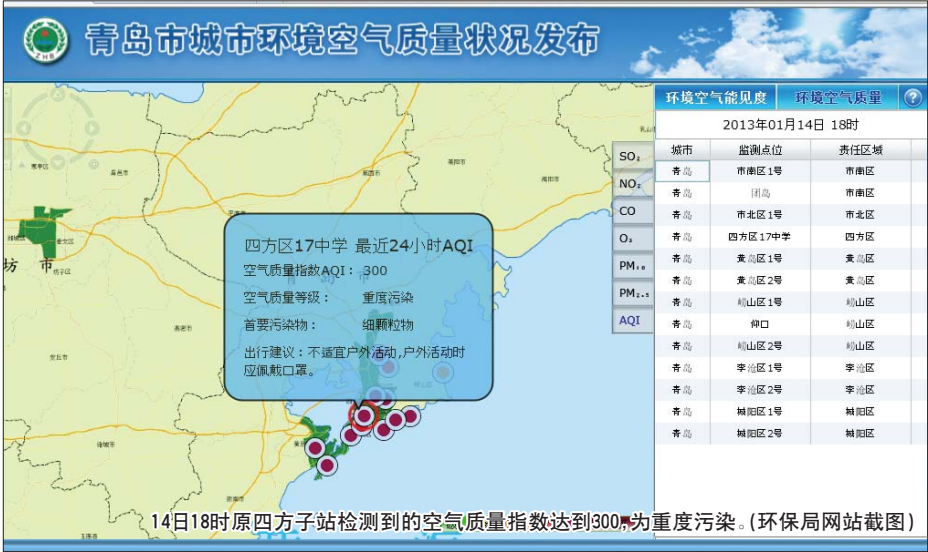 青岛市城市环境空气质量状况发布
ZHB
环境空气能见度 环境空气质量 ?
2013年01月14日 18时
城市 监测点位 责任区域
青岛 市南区1号 市南区
青岛 团岛 市南区
青岛 市北区1号 市北区
青岛 四方区17中学 四方区
青岛 黄岛区1号 黄岛区
青岛 黄岛区2号 黄岛区
青岛 崂山区1号 崂山区
青岛 仰口 崂山区
青岛 崂山区2号 崂山区
青岛 李沧区1号 李沧区
青岛 李沧区2号 李沧区
青岛 城阳区1号 城阳区
青岛 城阳区2号 城阳区
SO₂
NO₂
CO
O₃
PM₁₀
PM₂.₅
AQI
四方区17中学 最近24小时AQI
空气质量指数AQI: 300
空气质量等级: 重度污染
首要污染物: 细颗粒物
出行建议:不适宜户外活动,户外活动时
应佩戴口罩。
昌邑市
坊 市
坊子区
安丘市
诸城市
14日18时原四方子站检测到的空气质量指数达到300,为重度污染。(环保局网站截图)